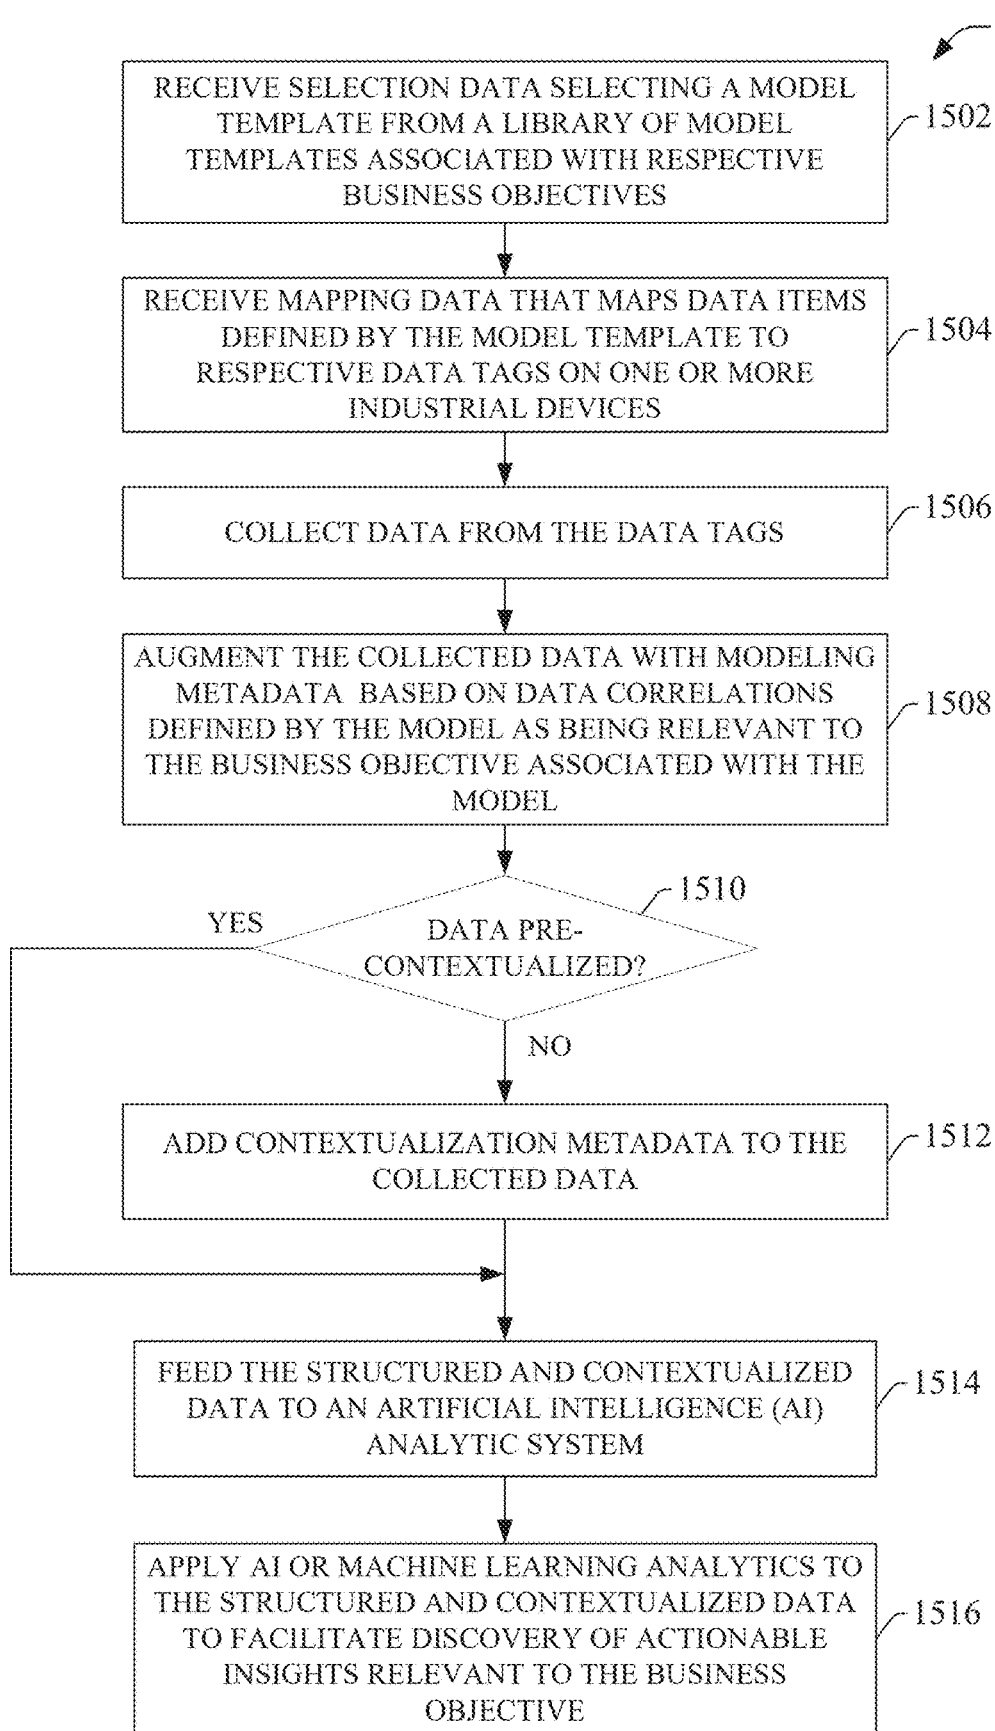 RECEIVE SELECTION DATA SELECTING A MODEL
TEMPLATE FROM A LIBRARY OF MODEL
TEMPLATES ASSOCIATED WITH RESPECTIVE
BUSINESS OBJECTIVES
1502
RECEIVE MAPPING DATA THAT MAPS DATA ITEMS
DEFINED BY THE MODEL TEMPLATE TO
RESPECTIVE DATA TAGS ON ONE OR MORE
INDUSTRIAL DEVICES
1504
COLLECT DATA FROM THE DATA TAGS
1506
AUGMENT THE COLLECTED DATA WITH MODELING
METADATA BASED ON DATA CORRELATIONS
DEFINED BY THE MODEL AS BEING RELEVANT TO
THE BUSINESS OBJECTIVE ASSOCIATED WITH THE
MODEL
1508
1510
YES
DATA PRE-
CONTEXTUALIZED?
NO
ADD CONTEXTUALIZATION METADATA TO THE
COLLECTED DATA
1512
FEED THE STRUCTURED AND CONTEXTUALIZED
DATA TO AN ARTIFICIAL INTELLIGENCE (AI)
ANALYTIC SYSTEM
1514
APPLY AI OR MACHINE LEARNING ANALYTICS TO
THE STRUCTURED AND CONTEXTUALIZED DATA
TO FACILITATE DISCOVERY OF ACTIONABLE
INSIGHTS RELEVANT TO THE BUSINESS
OBJECTIVE
1516